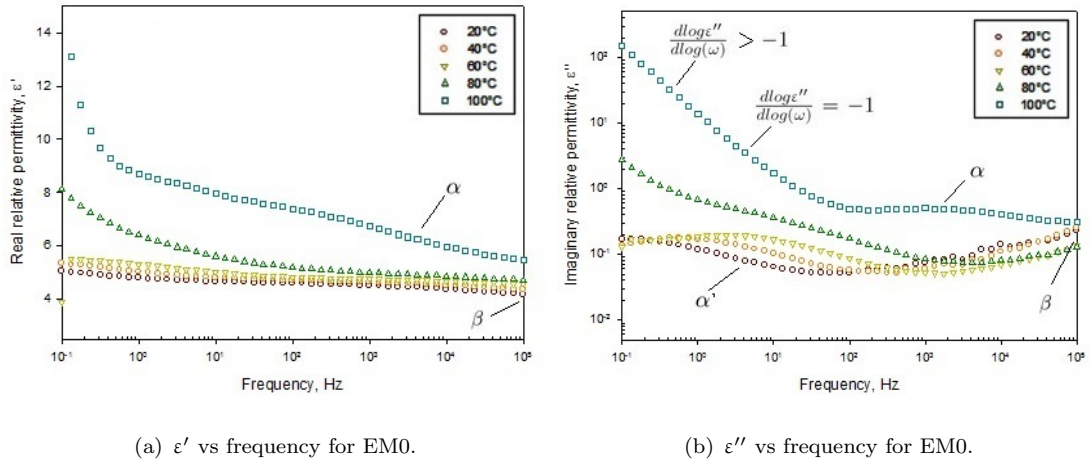 14
12
10
8
6
4
Real relative permittivity, ε'
20°C
40°C
60°C
80°C
100°C
α
β
10⁻¹ 10⁰ 10¹ 10² 10³ 10⁴ 10⁵
Frequency, Hz
(a) ε′ vs frequency for EM0.
10²
10¹
10⁰
10⁻¹
10⁻²
Imaginary relative permittivity, ε''
dlogε''/dlog(ω) > −1
dlogε''/dlog(ω) = −1
20°C
40°C
60°C
80°C
100°C
α
α'
β
10⁻¹ 10⁰ 10¹ 10² 10³ 10⁴ 10⁵
Frequency, Hz
(b) ε′′ vs frequency for EM0.